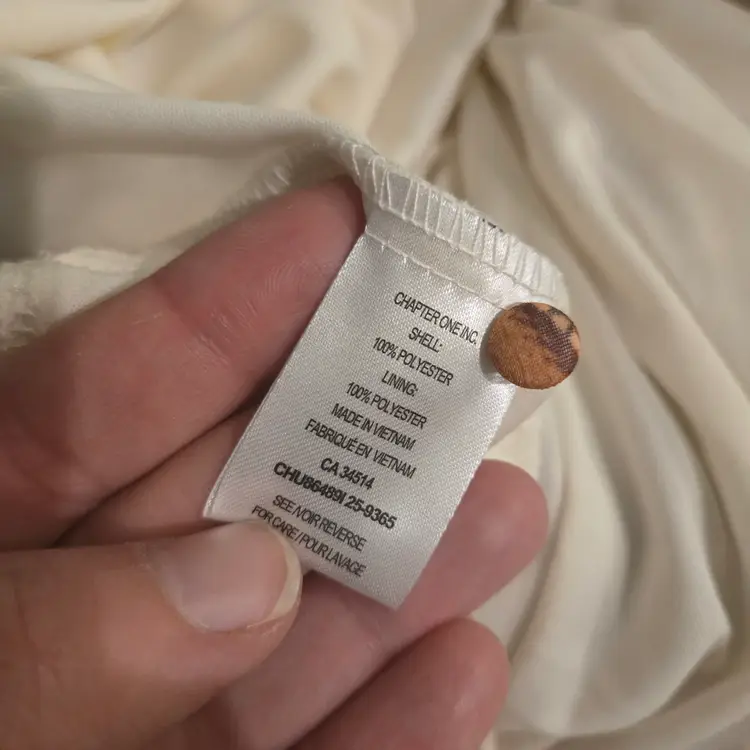 CHAPTER ONE INC.
SHELL:
100% POLYESTER
LINING:
100% POLYESTER
MADE IN VIETNAM
FABRIQUÉ EN VIETNAM
CA 34514
CHU86489I 25-9365
SEE /VOIR REVERSE
FOR CARE / POUR LAVAGE